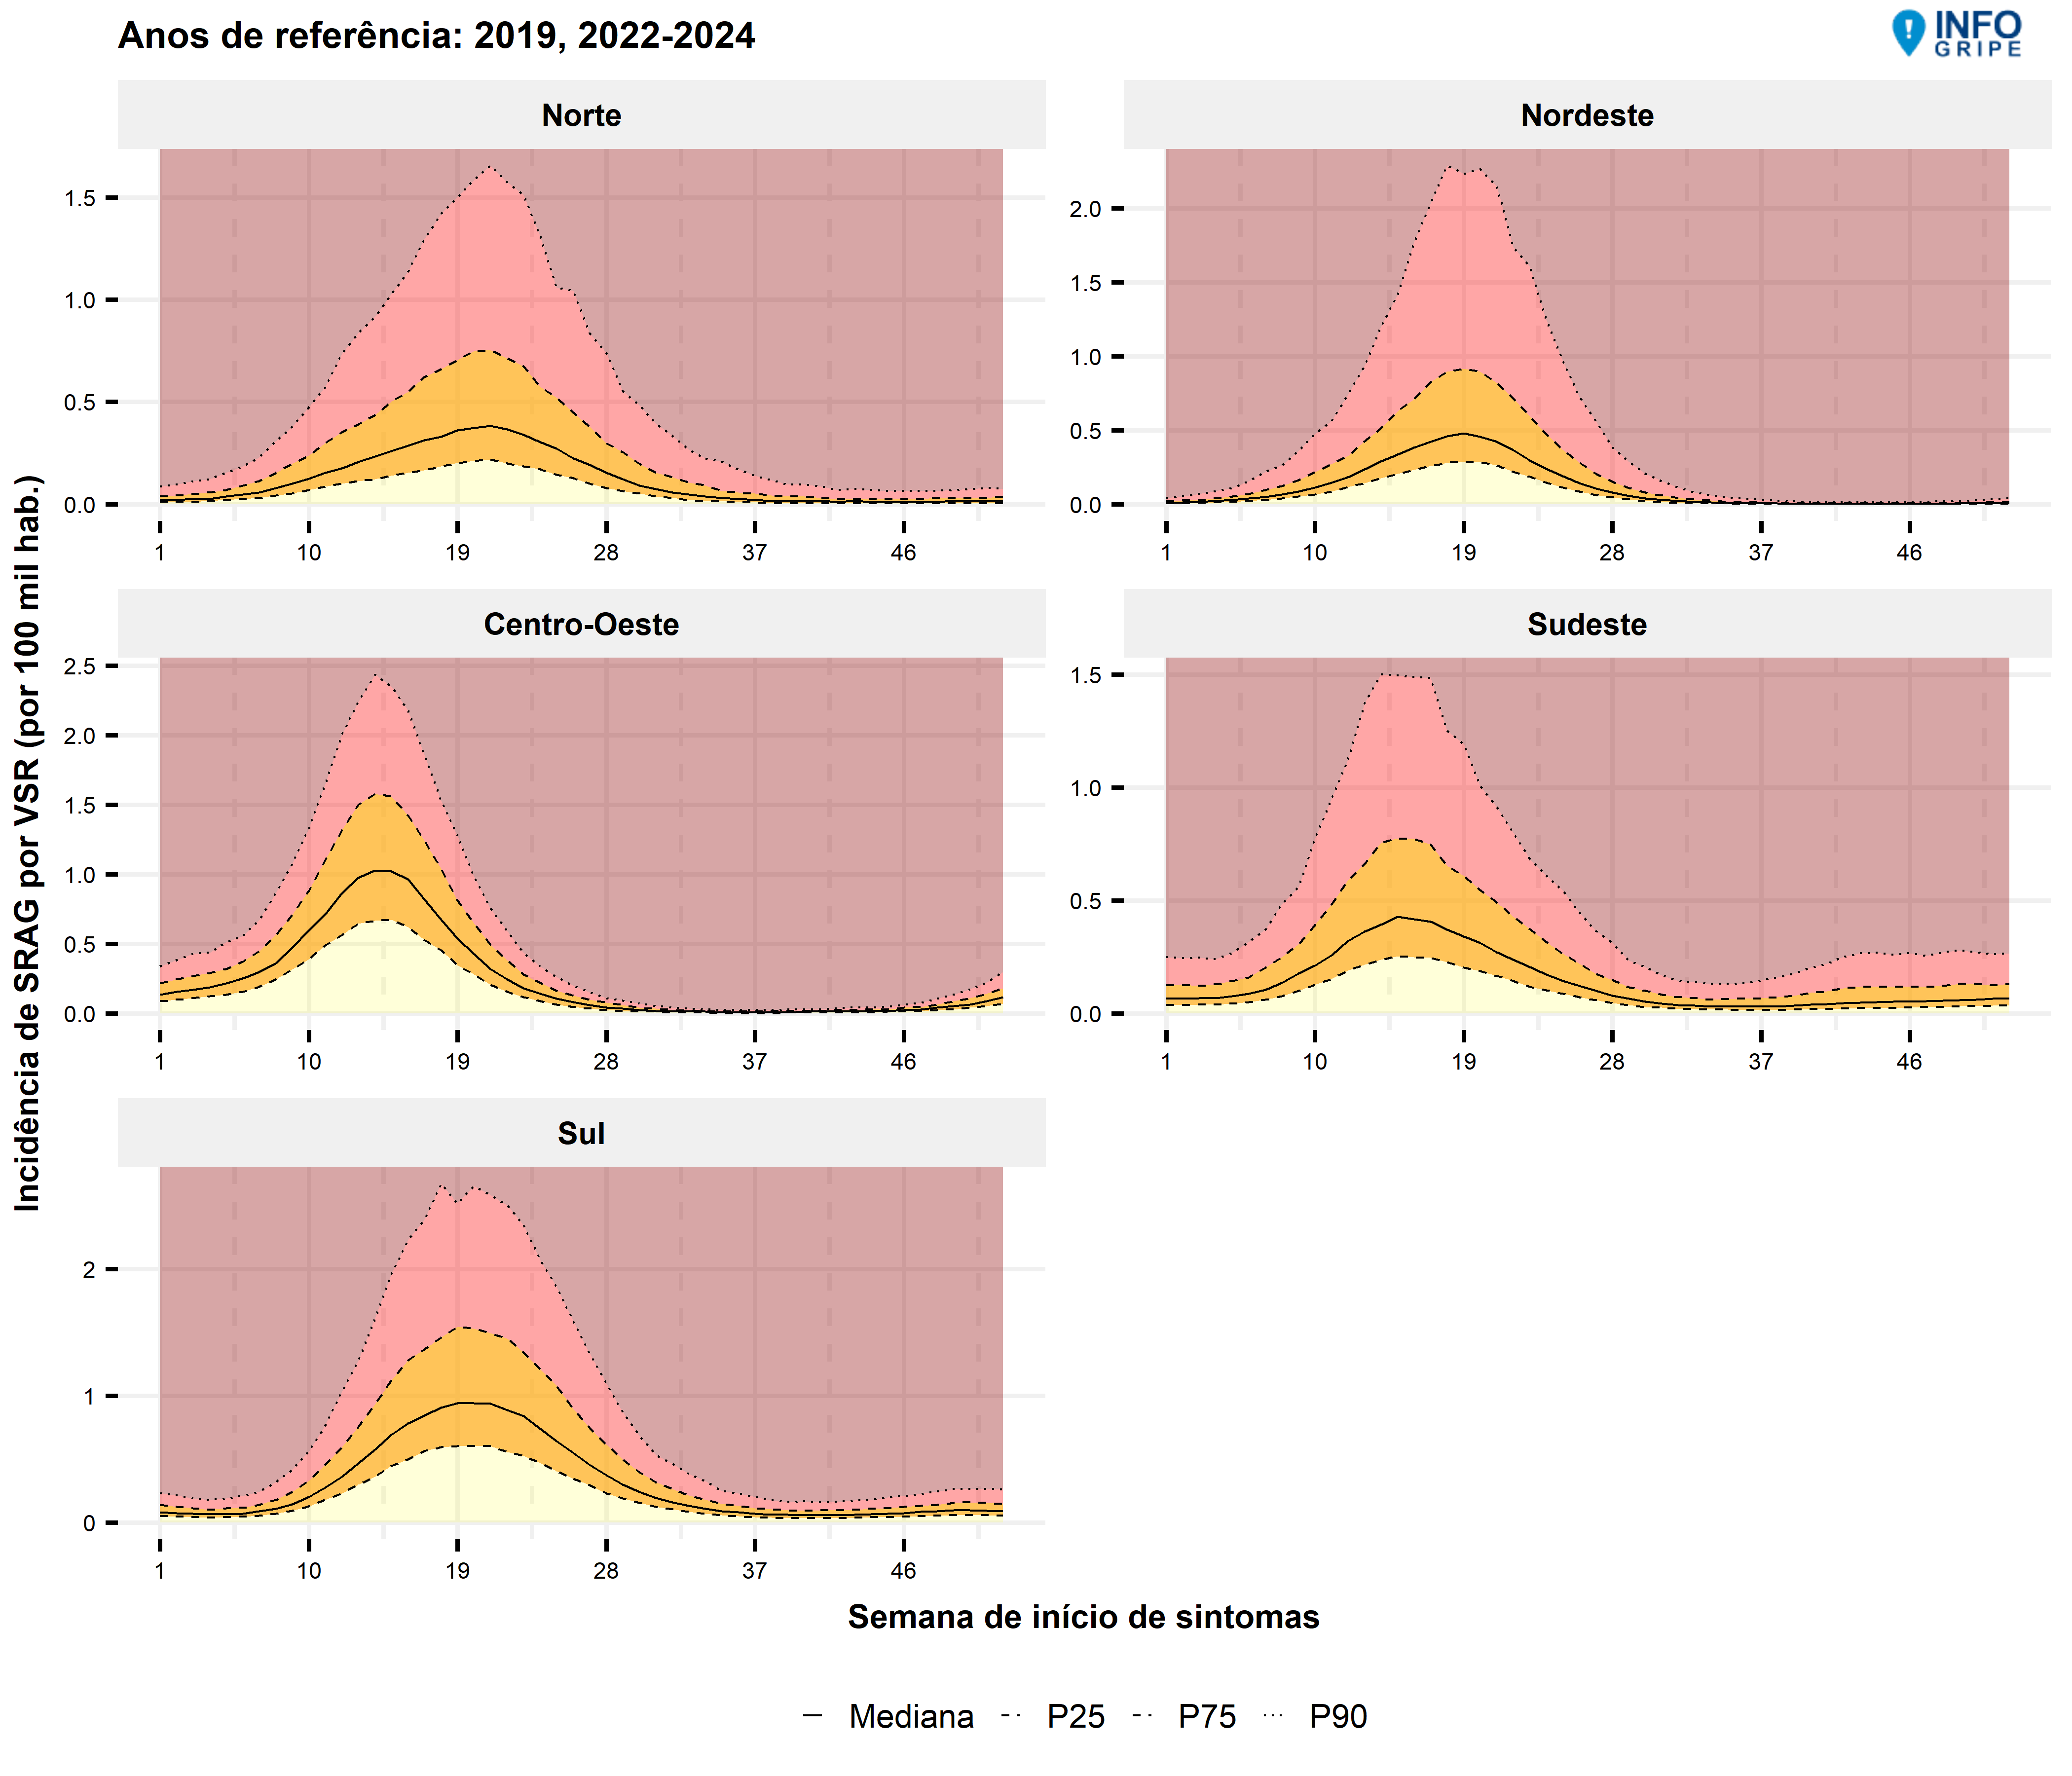 Anos de referência: 2019, 2022-2024
INFO
GRIPE
Incidência de SRAG por VSR (por 100 mil hab.)
Norte
1.5
1.0
0.5
0.0
1 10 19 28 37 46
Nordeste
2.0
1.5
1.0
0.5
0.0
1 10 19 28 37 46
Centro-Oeste
2.5
2.0
1.5
1.0
0.5
0.0
1 10 19 28 37 46
Sudeste
1.5
1.0
0.5
0.0
1 10 19 28 37 46
Sul
2
1
0
1 10 19 28 37 46
Semana de início de sintomas
Mediana P25 P75 P90